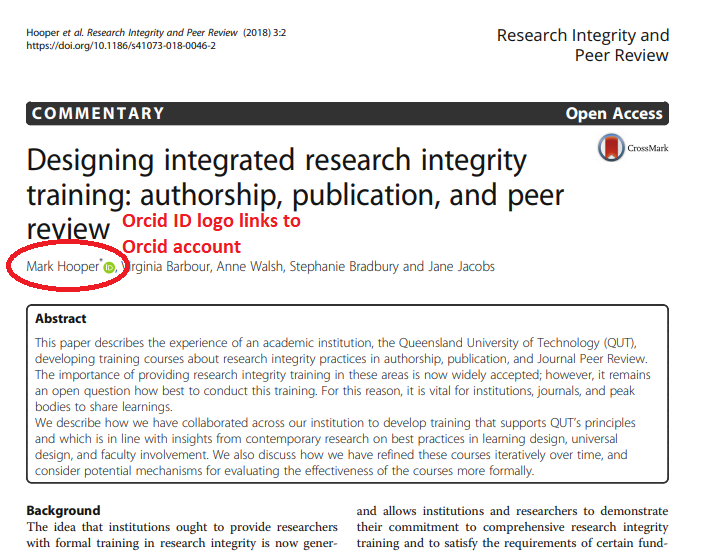 Hooper et al. Research Integrity and Peer Review (2018) 3:2
https://doi.org/10.1186/s41073-018-0046-2
Research Integrity and
Peer Review
COMMENTARY
Open Access
CrossMark
Designing integrated research integrity
training: authorship, publication, and peer
review
Orcid ID logo links to
Orcid account
Mark Hooper* iD, Virginia Barbour, Anne Walsh, Stephanie Bradbury and Jane Jacobs
Abstract
This paper describes the experience of an academic institution, the Queensland University of Technology (QUT),
developing training courses about research integrity practices in authorship, publication, and Journal Peer Review.
The importance of providing research integrity training in these areas is now widely accepted; however, it remains
an open question how best to conduct this training. For this reason, it is vital for institutions, journals, and peak
bodies to share learnings.
We describe how we have collaborated across our institution to develop training that supports QUT's principles
and which is in line with insights from contemporary research on best practices in learning design, universal
design, and faculty involvement. We also discuss how we have refined these courses iteratively over time, and
consider potential mechanisms for evaluating the effectiveness of the courses more formally.
Background
The idea that institutions ought to provide researchers
with formal training in research integrity is now gener-
and allows institutions and researchers to demonstrate
their commitment to comprehensive research integrity
training and to satisfy the requirements of certain fund-